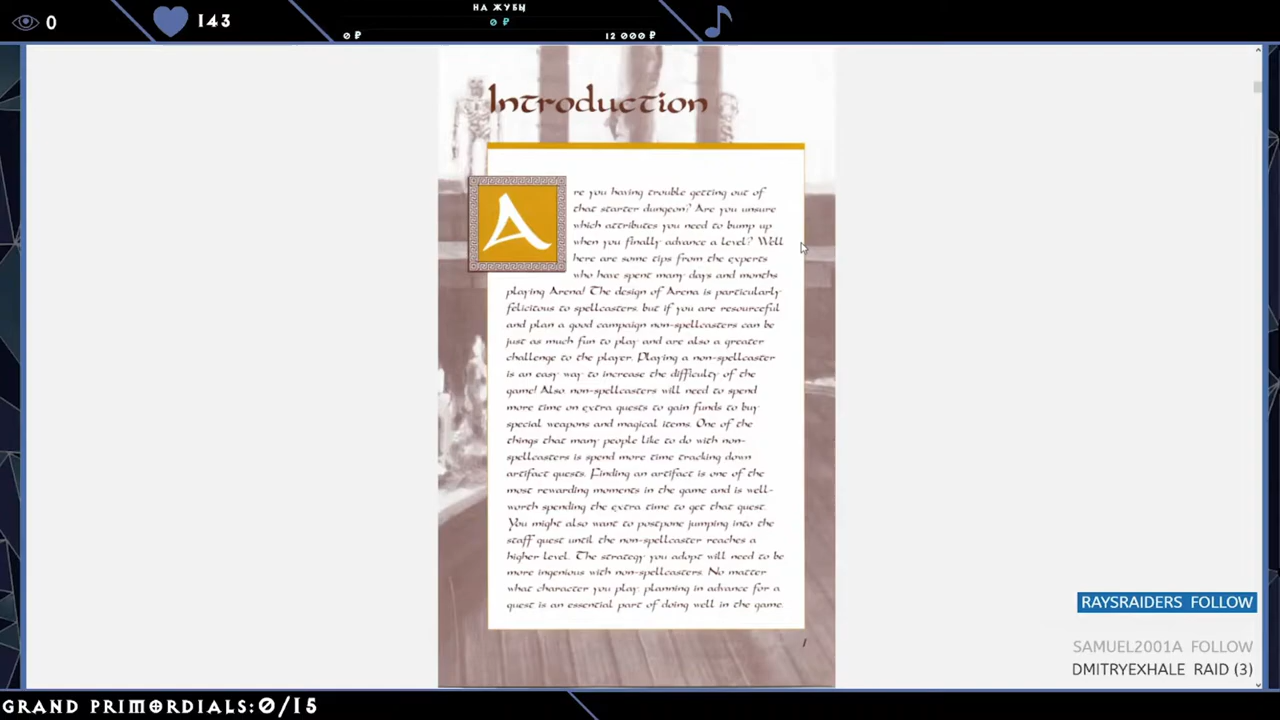 0
143
НА ЖУБЫ
0 ₽
0 ₽
12 000 ₽
Introduction
A
re you having trouble getting out of
that starter dungeon? Are you unsure
which attributes you need to bump up
when you finally advance a level? Well
here are some tips from the experts
who have spent many days and months
playing Arena! The design of Arena is particularly
felicitous to spellcasters, but if you are resourceful
and plan a good campaign non-spellcasters can be
just as much fun to play and are also a greater
challenge to the player. Playing a non-spellcaster
is an easy way to increase the difficulty of the
game! Also non-spellcasters will need to spend
more time on extra quests to gain funds to buy
special weapons and magical items. One of the
things that many people like to do with non-
spellcasters is spend more time tracking down
artifact quests. Finding an artifact is one of the
most rewarding moments in the game and is well-
worth spending the extra time to get that quest.
You might also want to postpone jumping into the
staff quest until the non-spellcaster reaches a
higher level. The strategy you adopt will need to be
more ingenious with non-spellcasters. No matter
what character you play, planning in advance for a
quest is an essential part of doing well in the game.
1
RAYSRAIDERS FOLLOW
SAMUEL2001A FOLLOW
DMITRYEXHALE RAID (3)
GRAND PRIMORDIALS:0/15